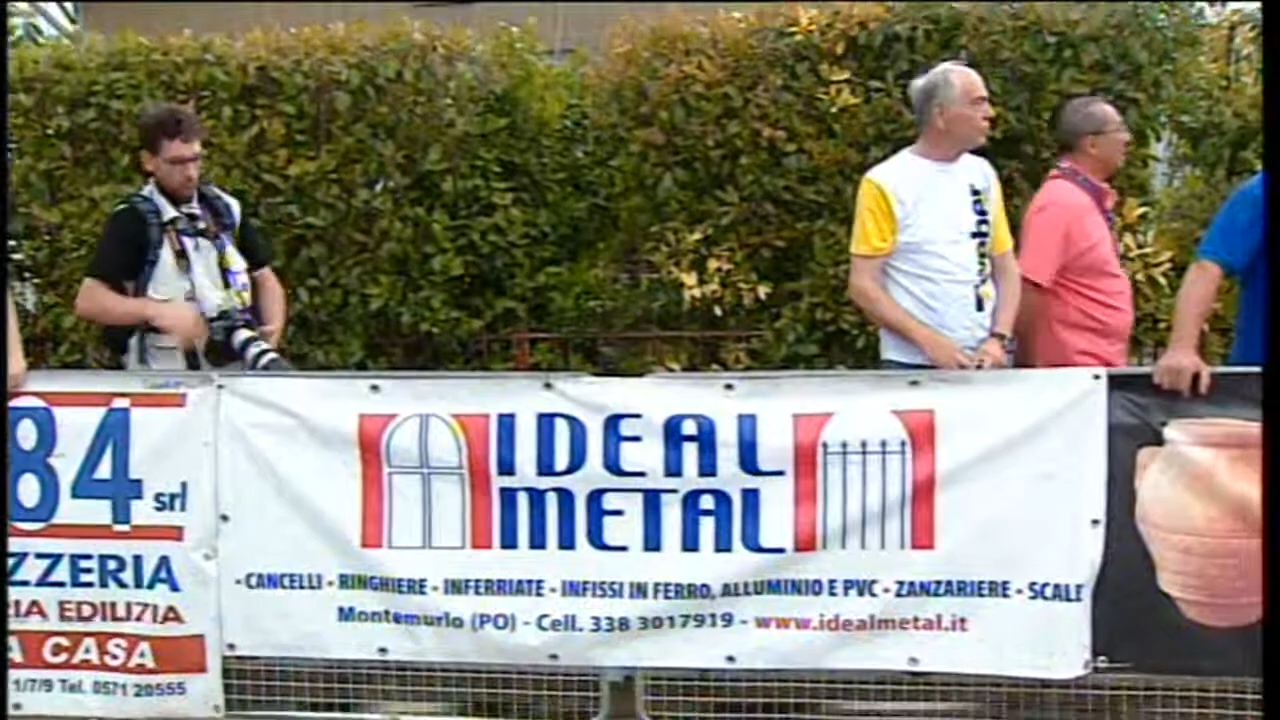 84
srl
ZZERIA
RIA EDILIZIA
A CASA
1/7/9 Tel. 0571 20555
IDEAL
METAL
- CANCELLI - RINGHIERE - INFERRIATE - INFISSI IN FERRO, ALLUMINIO E PVC - ZANZARIERE - SCALE
Montemurlo (PO) - Cell. 338 3017919 - www.idealmetal.it